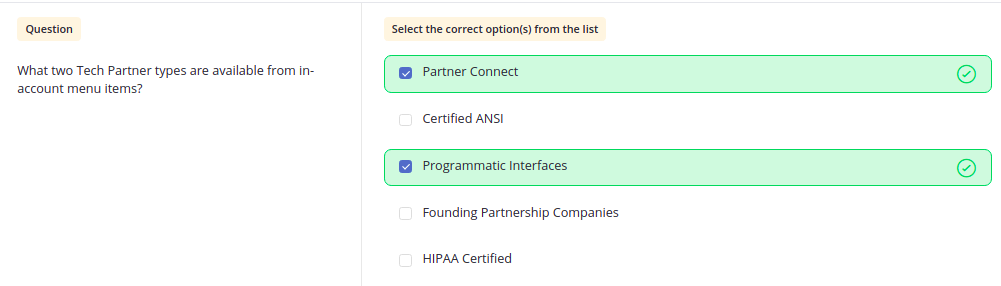 Question
What two Tech Partner types are available from in-
account menu items?
Select the correct option(s) from the list
Partner Connect
Certified ANSI
Programmatic Interfaces
Founding Partnership Companies
HIPAA Certified